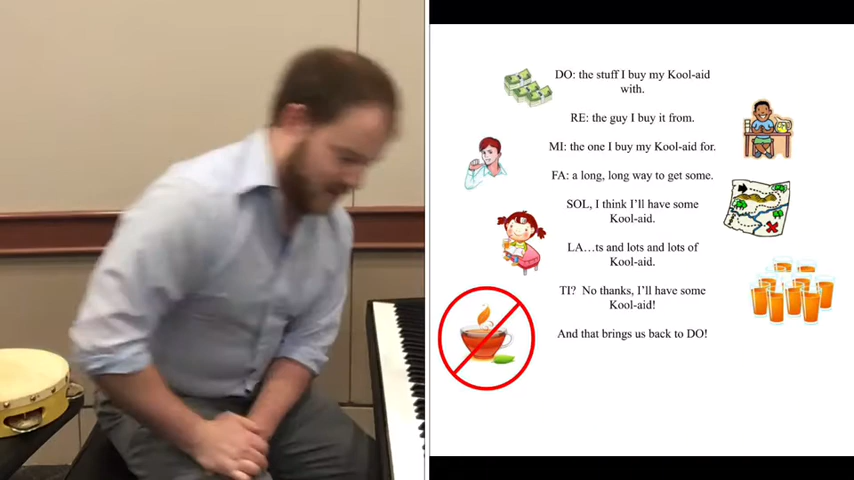 DO: the stuff I buy my Kool-aid
with.
RE: the guy I buy it from.
MI: the one I buy my Kool-aid for.
FA: a long, long way to get some.
SOL, I think I'll have some
Kool-aid.
LA…ts and lots and lots of
Kool-aid.
TI?  No thanks, I'll have some
Kool-aid!
And that brings us back to DO!